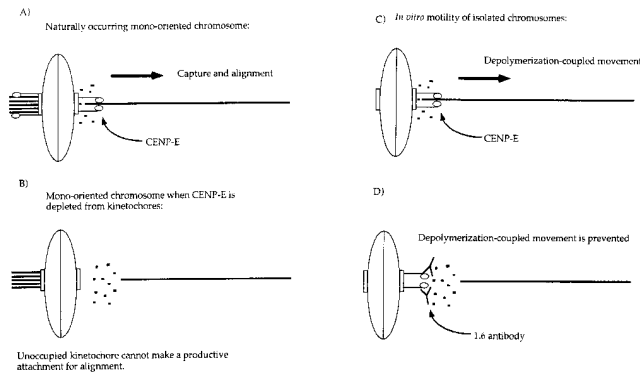 A)
Naturally occurring mono-oriented chromosome:
Capture and alignment
CENP-E
B)
Mono-oriented chromosome when CENP-E is
depleted from kinetochores:
Unoccupied kinetochore cannot make a productive
attachment for alignment.
C)
In vitro motility of isolated chromosomes:
Depolymerization-coupled movement
CENP-E
D)
Depolymerization-coupled movement is prevented
1.6 antibody